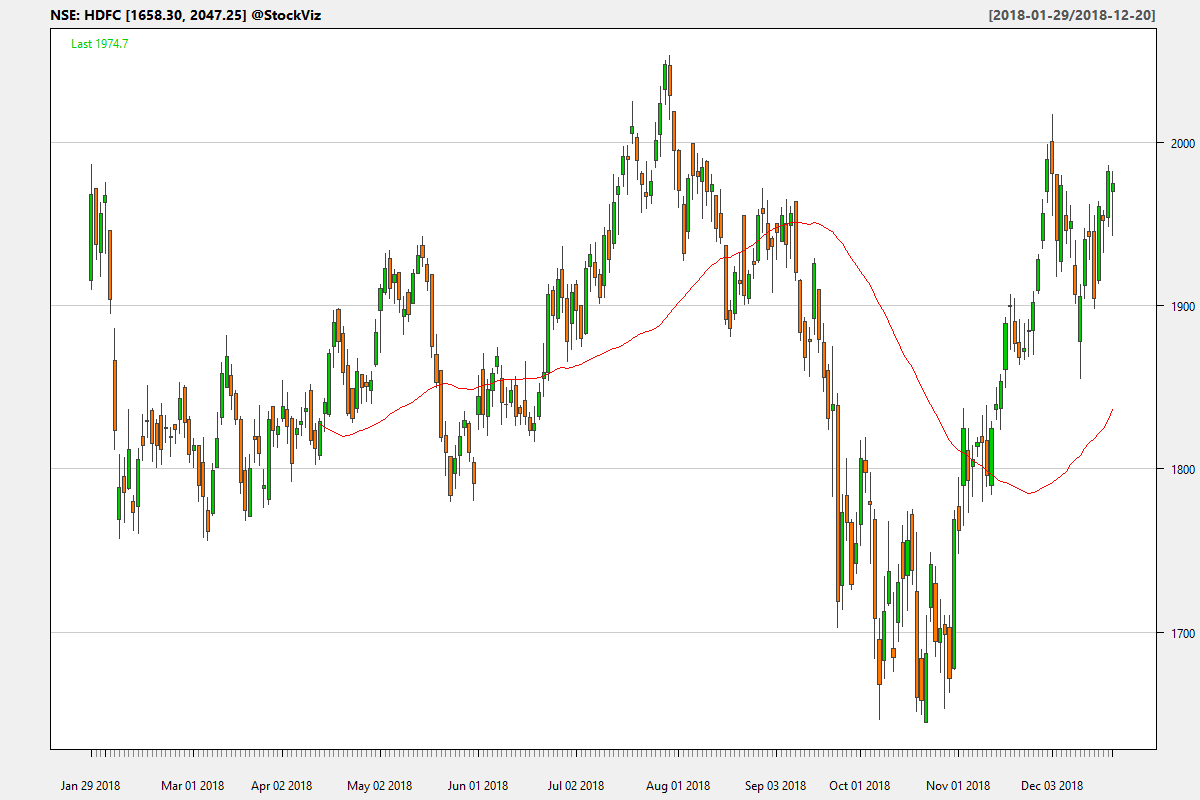 NSE: HDFC [1658.30, 2047.25] @StockViz [2018-01-29/2018-12-20]
Last 1974.7
2000
1900
1800
1700
Jan 29 2018 Mar 01 2018 Apr 02 2018 May 02 2018 Jun 01 2018 Jul 02 2018 Aug 01 2018 Sep 03 2018 Oct 01 2018 Nov 01 2018 Dec 03 2018